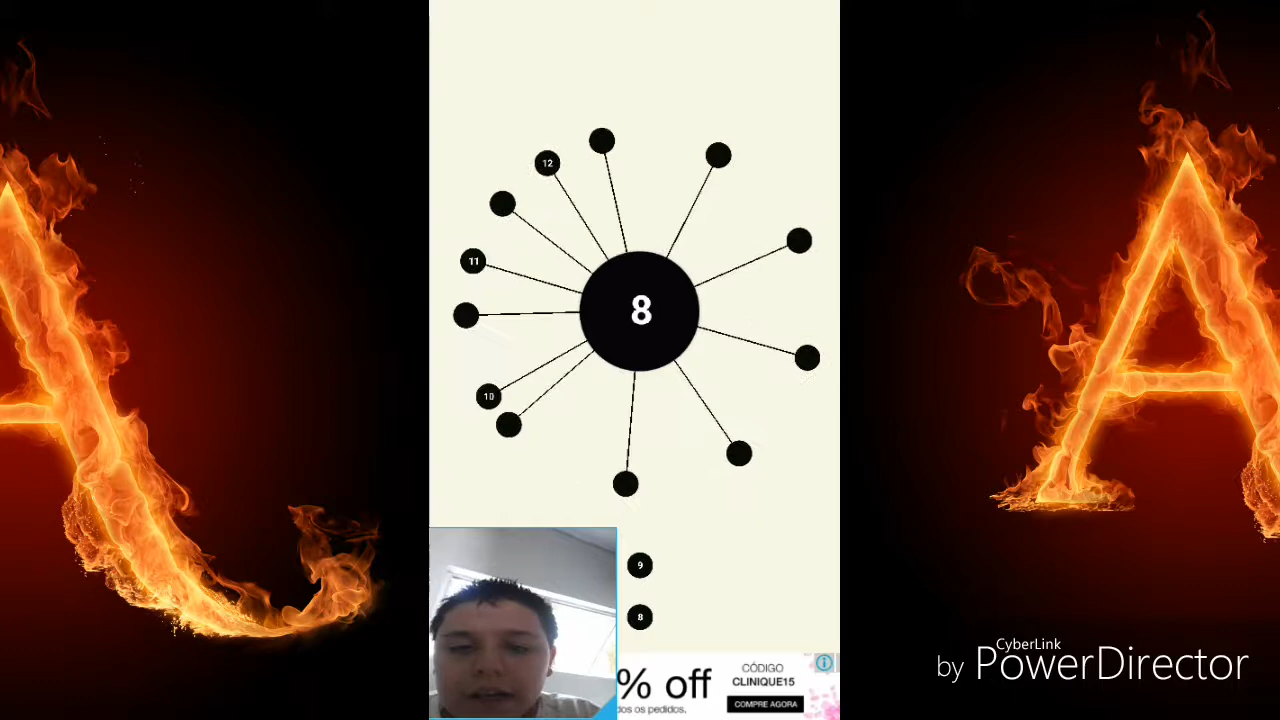 12
11
8
10
9
8
% off
dos os pedidos,
CÓDIGO
CLINIQUE15
COMPRE AGORA
CyberLink
by PowerDirector
A